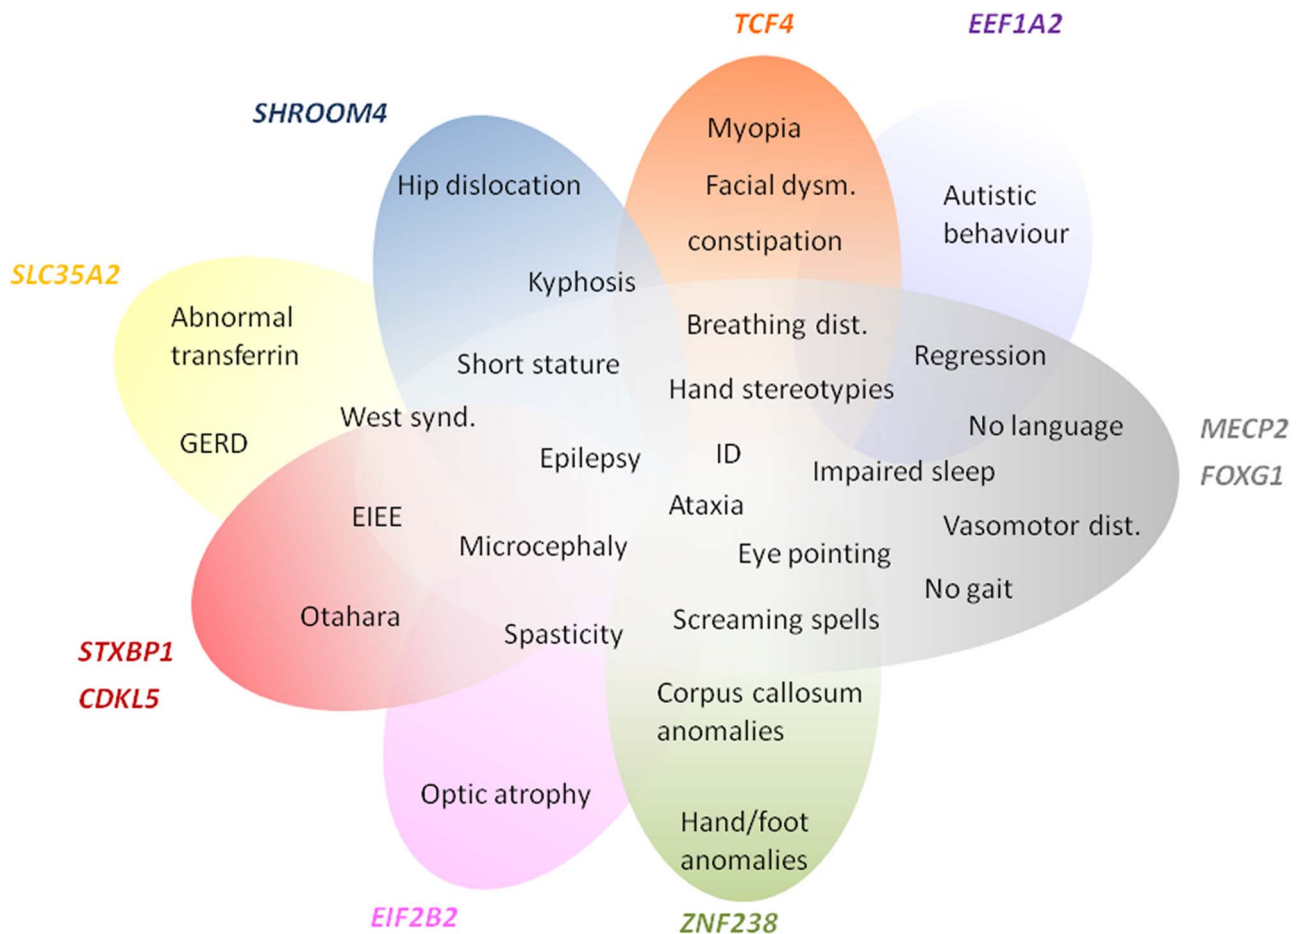 TCF4
EEF1A2
SHROOM4
Myopia
Hip dislocation
Facial dysm.
Autistic
behaviour
constipation
SLC35A2
Kyphosis
Abnormal
transferrin
Breathing dist.
Regression
Short stature
Hand stereotypies
West synd.
No language
MECP2
GERD
Epilepsy
ID
Impaired sleep
FOXG1
EIEE
Ataxia
Vasomotor dist.
Microcephaly
Eye pointing
No gait
Otahara
Spasticity
Screaming spells
STXBP1
CDKL5
Corpus callosum
anomalies
Optic atrophy
Hand/foot
anomalies
EIF2B2
ZNF238